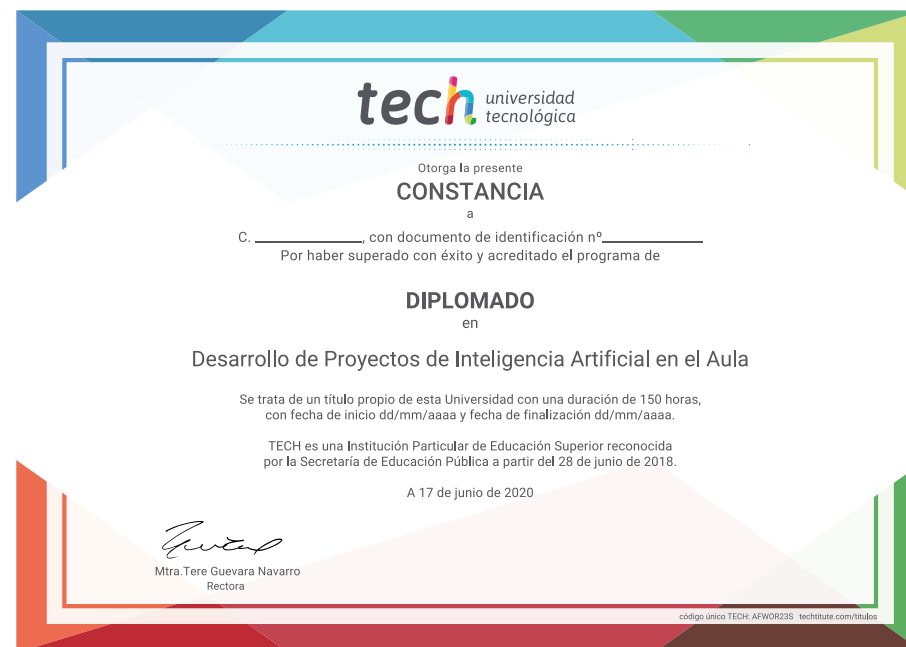 tech universidad
tecnológica
Otorga la presente
CONSTANCIA
a
C. ____________, con documento de identificación nº____________
Por haber superado con éxito y acreditado el programa de
DIPLOMADO
en
Desarrollo de Proyectos de Inteligencia Artificial en el Aula
Se trata de un título propio de esta Universidad con una duración de 150 horas,
con fecha de inicio dd/mm/aaaa y fecha de finalización dd/mm/aaaa.
TECH es una Institución Particular de Educación Superior reconocida
por la Secretaría de Educación Pública a partir del 28 de junio de 2018.
A 17 de junio de 2020
Mtra.Tere Guevara Navarro
Rectora
código único TECH: AFWOR23S techtitute.com/titulos